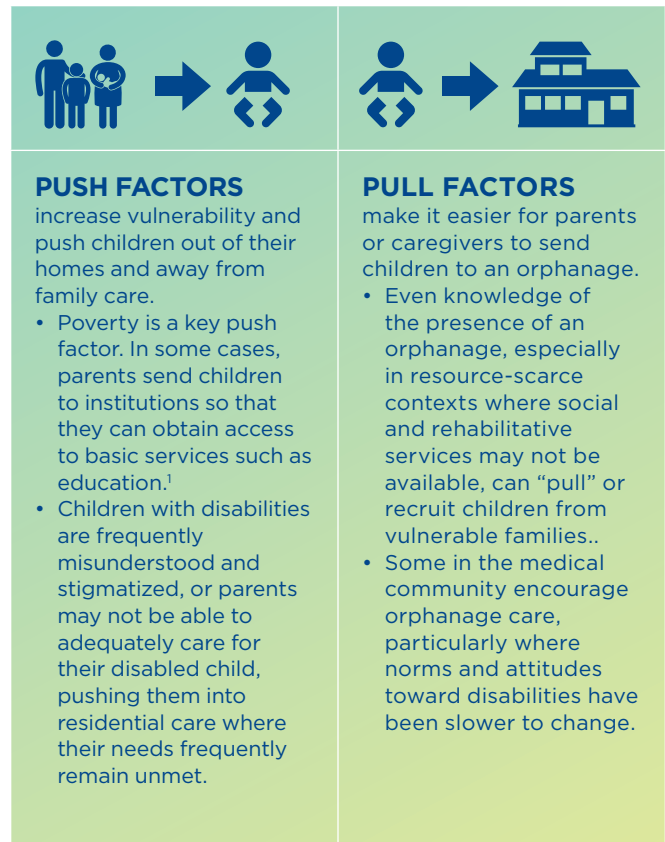 PUSH FACTORS
increase vulnerability and
push children out of their
homes and away from
family care.
• Poverty is a key push
factor. In some cases,
parents send children
to institutions so that
they can obtain access
to basic services such as
education.¹
• Children with disabilities
are frequently
misunderstood and
stigmatized, or parents
may not be able to
adequately care for
their disabled child,
pushing them into
residential care where
their needs frequently
remain unmet.
PULL FACTORS
make it easier for parents
or caregivers to send
children to an orphanage.
• Even knowledge of
the presence of an
orphanage, especially
in resource-scarce
contexts where social
and rehabilitative
services may not be
available, can “pull” or
recruit children from
vulnerable families..
• Some in the medical
community encourage
orphanage care,
particularly where
norms and attitudes
toward disabilities have
been slower to change.